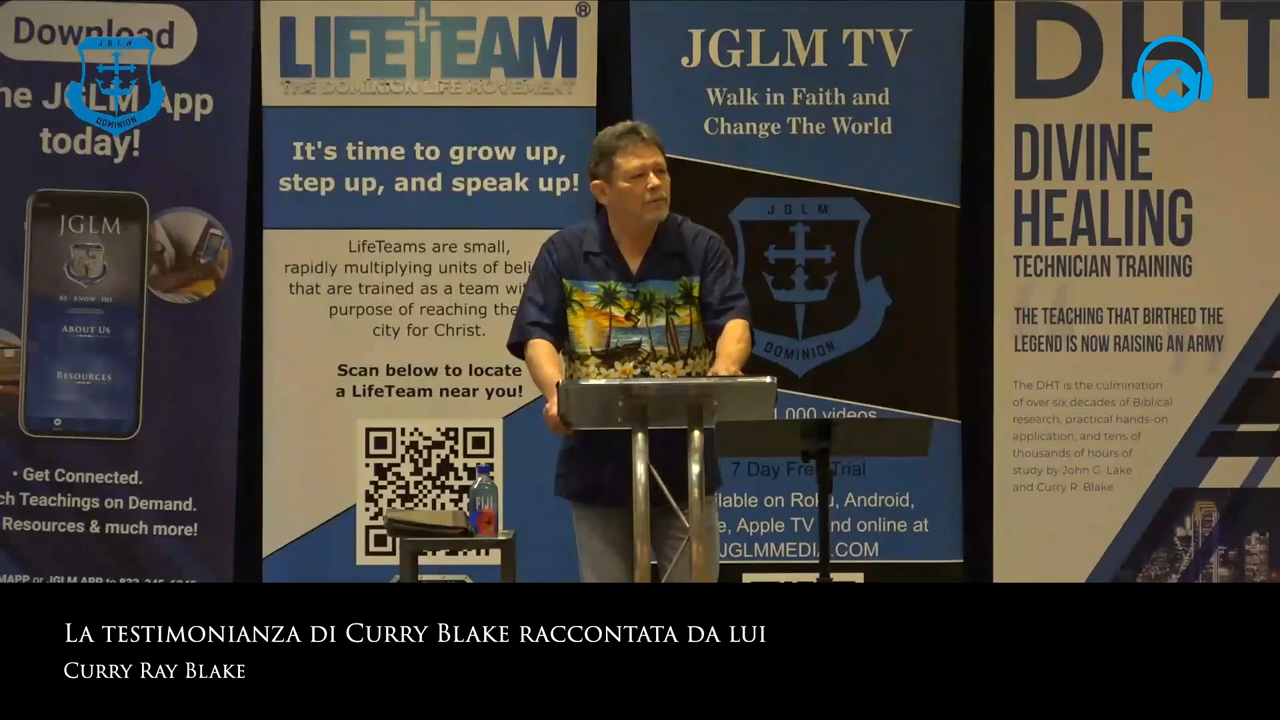 Download
he JGLM App
today!
JGLM
BE · KNOW · DO
About Us
Resources
• Get Connected.
ch Teachings on Demand.
Resources & much more!
JGLM
DOMINION
LIFETEAM®
THE DOMINION LIFE MOVEMENT
It's time to grow up,
step up, and speak up!
LifeTeams are small,
rapidly multiplying units of beli
that are trained as a team wit
purpose of reaching the
city for Christ.
Scan below to locate
a LifeTeam near you!
FIJI
JGLM TV
Walk in Faith and
Change The World
JGLM
DOMINION
,000 videos
7 Day Free Trial
ilable on Roku, Android,
e, Apple TV and online at
JGLMMEDIA.COM
DHT
DIVINE
HEALING
TECHNICIAN TRAINING
THE TEACHING THAT BIRTHED THE
LEGEND IS NOW RAISING AN ARMY
The DHT is the culmination
of over six decades of Biblical
research, practical hands-on
application, and tens of
thousands of hours of
study by John G. Lake
and Curry R. Blake.
La testimonianza di Curry Blake raccontata da lui
Curry Ray Blake